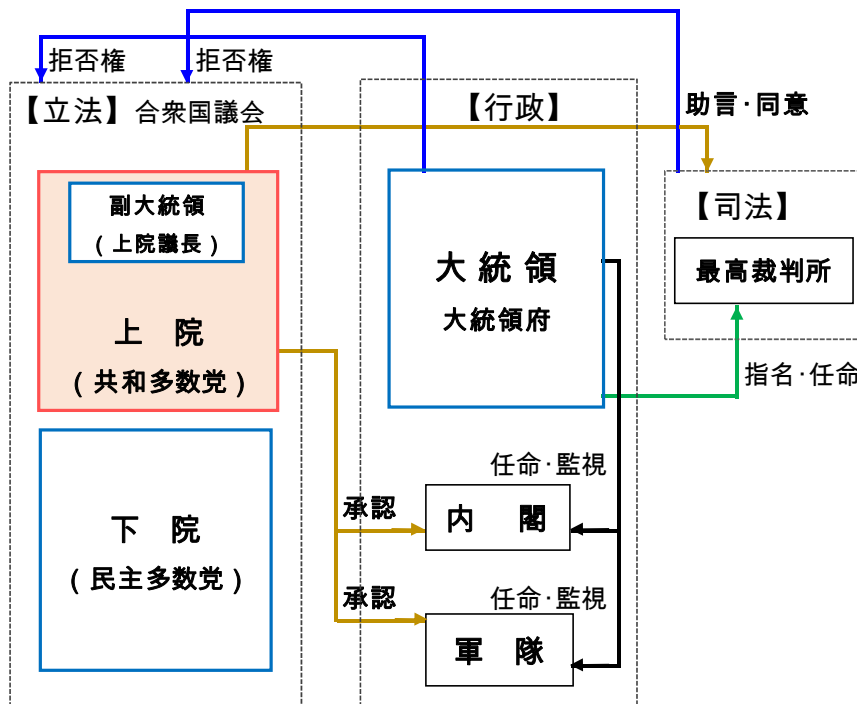 拒否権
拒否権
【立法】合衆国議会
【行政】
助言･同意
【司法】
副大統領
(上院議長)
大統領
大統領府
最高裁判所
上 院
(共和多数党)
指名･任命
任命･監視
承認
内 閣
下 院
(民主多数党)
承認
任命･監視
軍 隊